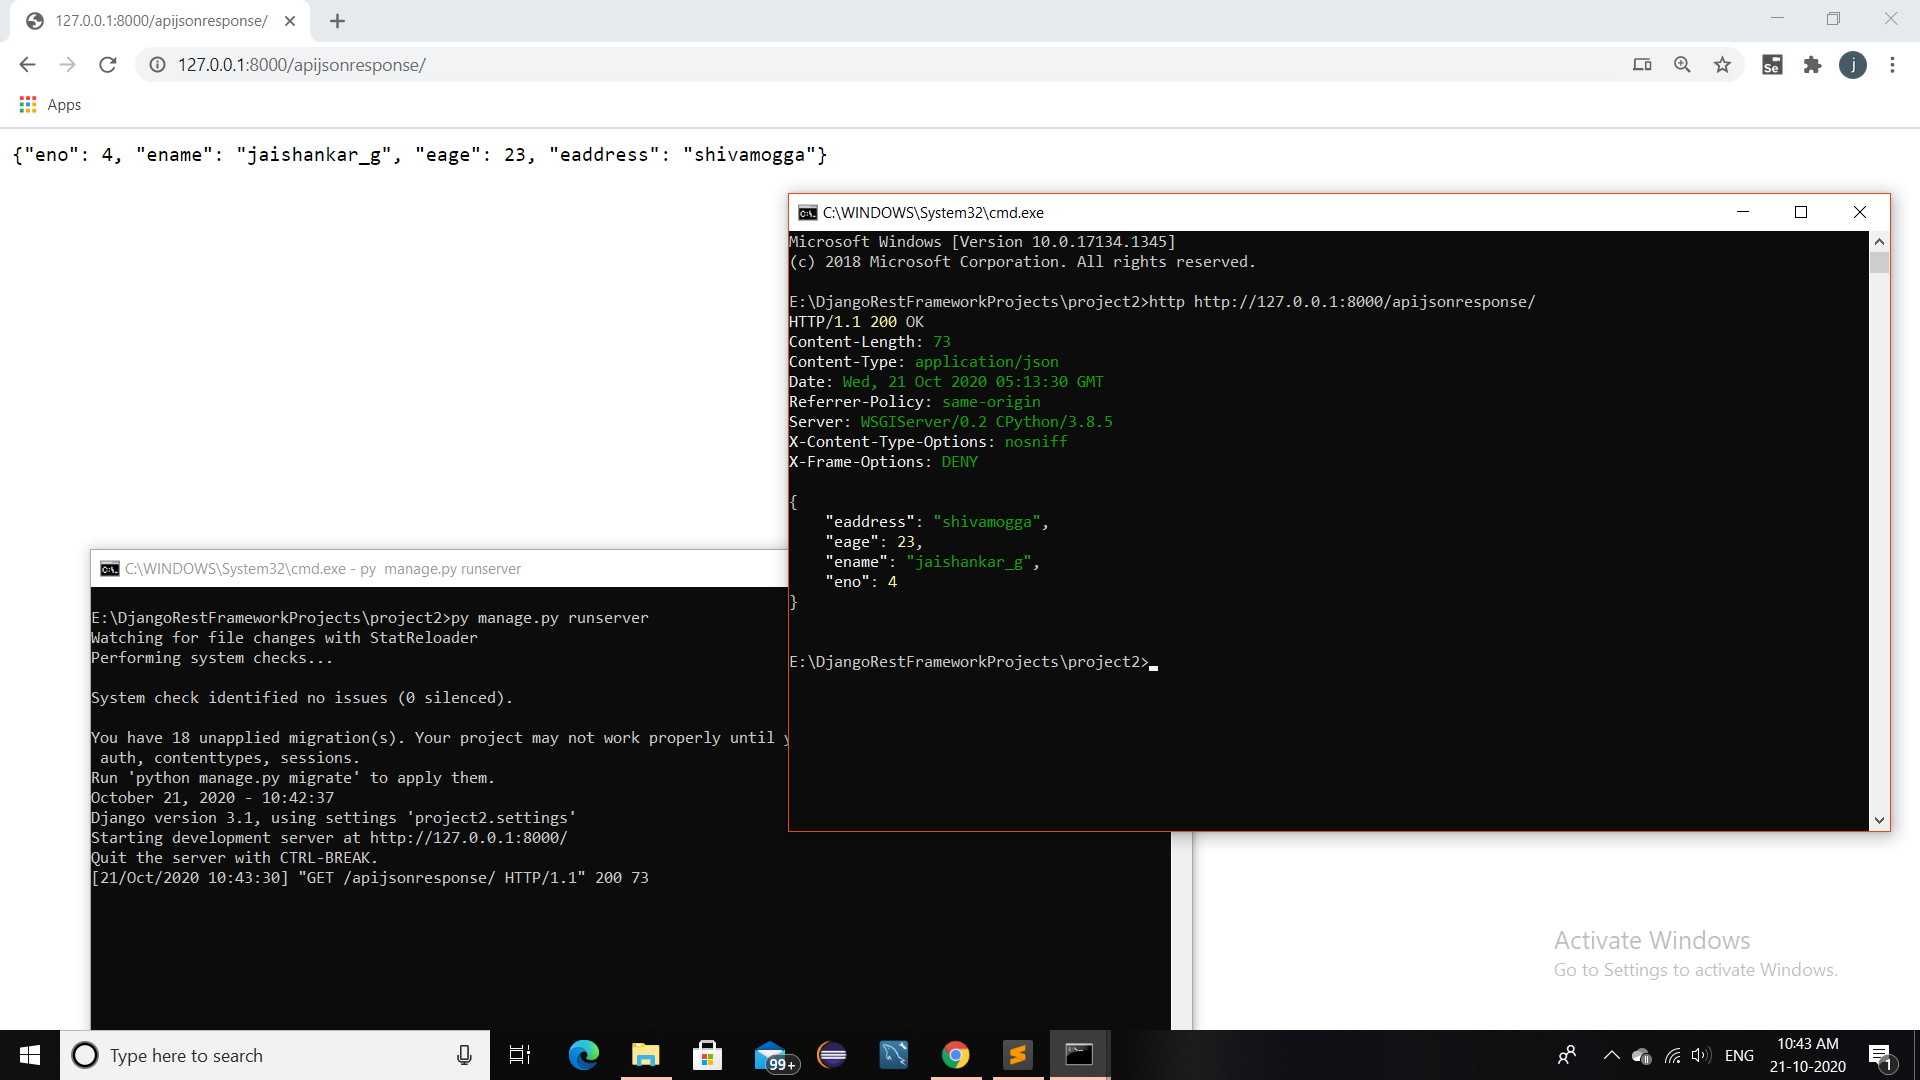 127.0.0.1:8000/apijsonresponse/
127.0.0.1:8000/apijsonresponse/
Se
j
Apps
{"eno": 4, "ename": "jaishankar_g", "eage": 23, "eaddress": "shivamogga"}
C:\WINDOWS\System32\cmd.exe
Microsoft Windows [Version 10.0.17134.1345]
(c) 2018 Microsoft Corporation. All rights reserved.
E:\DjangoRestFrameworkProjects\project2>http http://127.0.0.1:8000/apijsonresponse/
HTTP/1.1 200 OK
Content-Length: 73
Content-Type: application/json
Date: Wed, 21 Oct 2020 05:13:30 GMT
Referrer-Policy: same-origin
Server: WSGIServer/0.2 CPython/3.8.5
X-Content-Type-Options: nosniff
X-Frame-Options: DENY
{
"eaddress": "shivamogga",
"eage": 23,
"ename": "jaishankar_g",
"eno": 4
}
E:\DjangoRestFrameworkProjects\project2>
C:\WINDOWS\System32\cmd.exe - py manage.py runserver
E:\DjangoRestFrameworkProjects\project2>py manage.py runserver
Watching for file changes with StatReloader
Performing system checks...
System check identified no issues (0 silenced).
You have 18 unapplied migration(s). Your project may not work properly until
auth, contenttypes, sessions.
Run 'python manage.py migrate' to apply them.
October 21, 2020 - 10:42:37
Django version 3.1, using settings 'project2.settings'
Starting development server at http://127.0.0.1:8000/
Quit the server with CTRL-BREAK.
[21/Oct/2020 10:43:30] "GET /apijsonresponse/ HTTP/1.1" 200 73
Activate Windows
Go to Settings to activate Windows.
Type here to search
99+
ENG
10:43 AM
21-10-2020
1